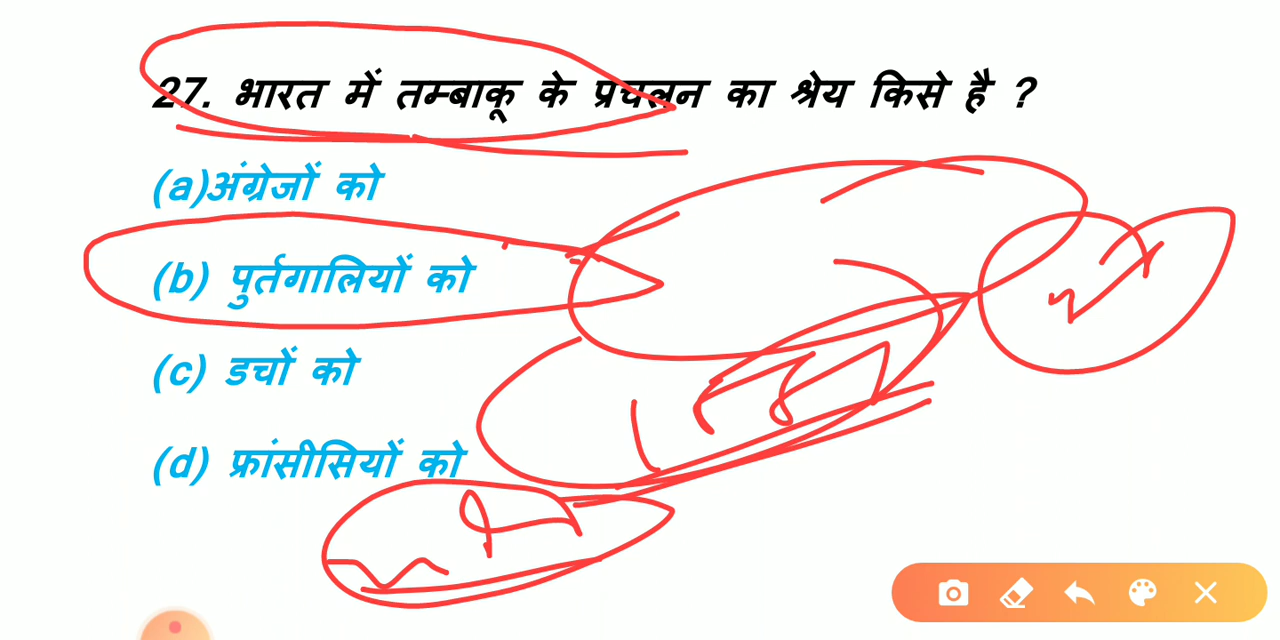 27. भारत में तम्बाकू के प्रचलन का श्रेय किसे है ?
(a)अंग्रेजों को
(b) पुर्तगालियों को
(c) डचों को
(d) फ्रांसीसियों को